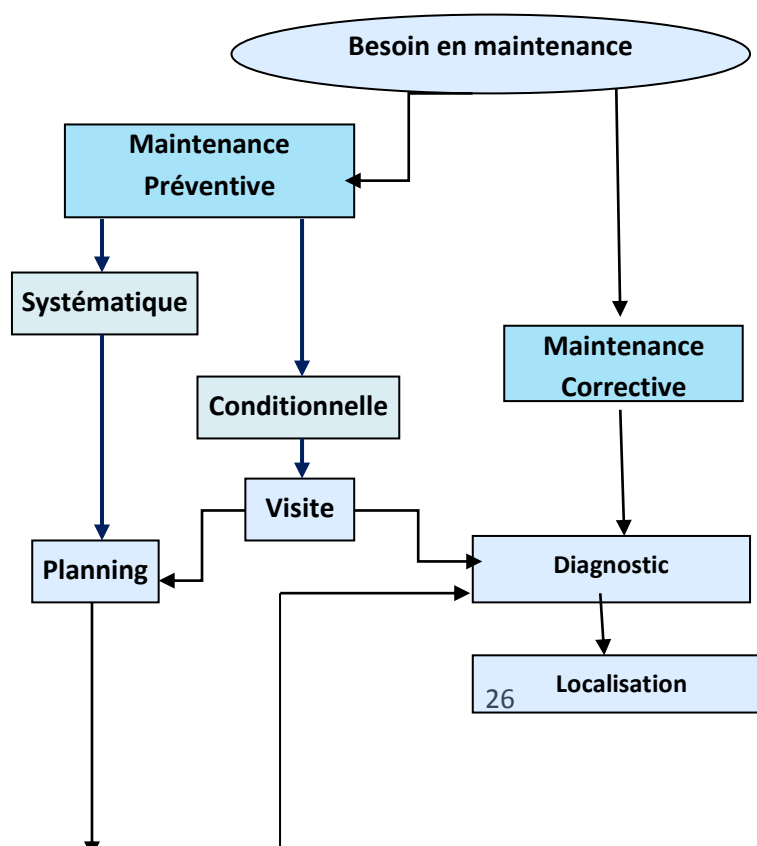 Besoin en maintenance
Maintenance
Préventive
Systématique
Maintenance
Corrective
Conditionnelle
Visite
Planning
Diagnostic
Localisation
26